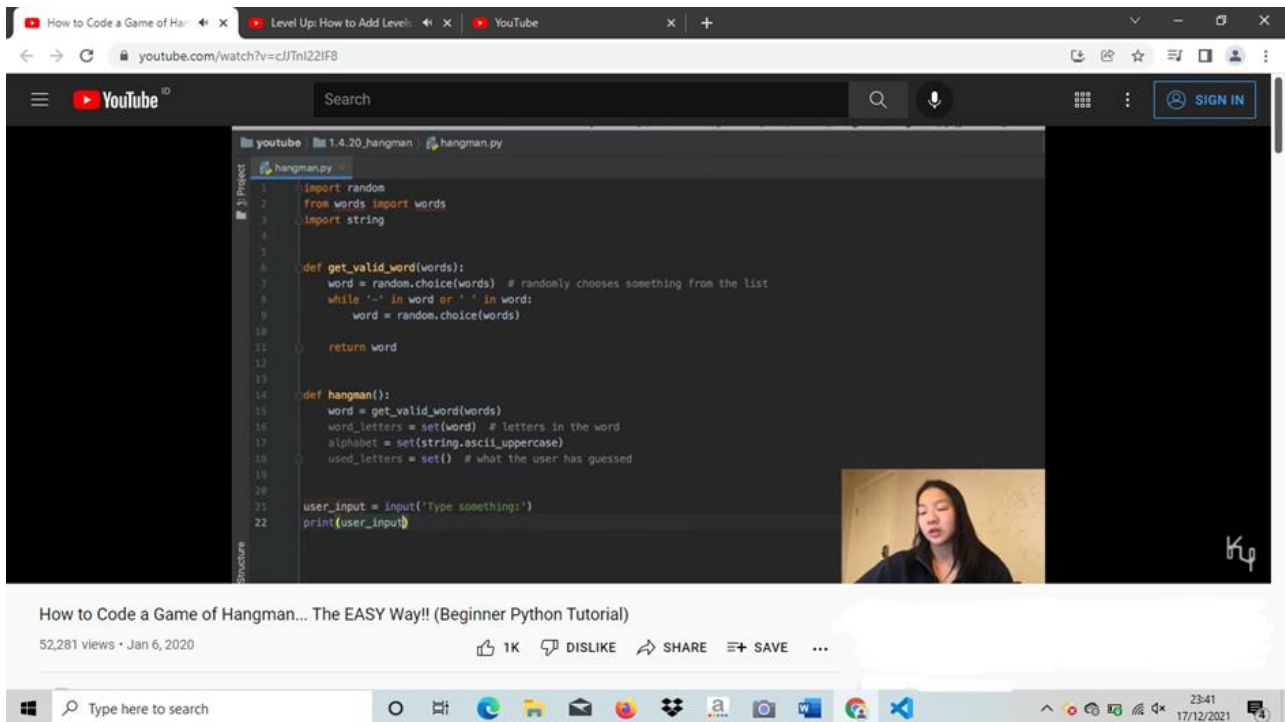 How to Code a Game of Har
Level Up: How to Add Levels
YouTube
youtube.com/watch?v=cJJTnI22IF8
YouTube ID
Search
SIGN IN
youtube 1.4.20_hangman hangman.py
hangman.py
1: Project
1 import random
2 from words import words
3 import string
4
5
6 def get_valid_word(words):
7 word = random.choice(words) # randomly chooses something from the list
8 while '-' in word or ' ' in word:
9 word = random.choice(words)
10
11 return word
12
13
14 def hangman():
15 word = get_valid_word(words)
16 word_letters = set(word) # letters in the word
17 alphabet = set(string.ascii_uppercase)
18 used_letters = set() # what the user has guessed
19
20
21 user_input = input('Type something:')
22 print(user_input)
Structure
Ky
How to Code a Game of Hangman... The EASY Way!! (Beginner Python Tutorial)
52,281 views • Jan 6, 2020
1K DISLIKE SHARE SAVE ...
Type here to search
23:41
17/12/2021
4